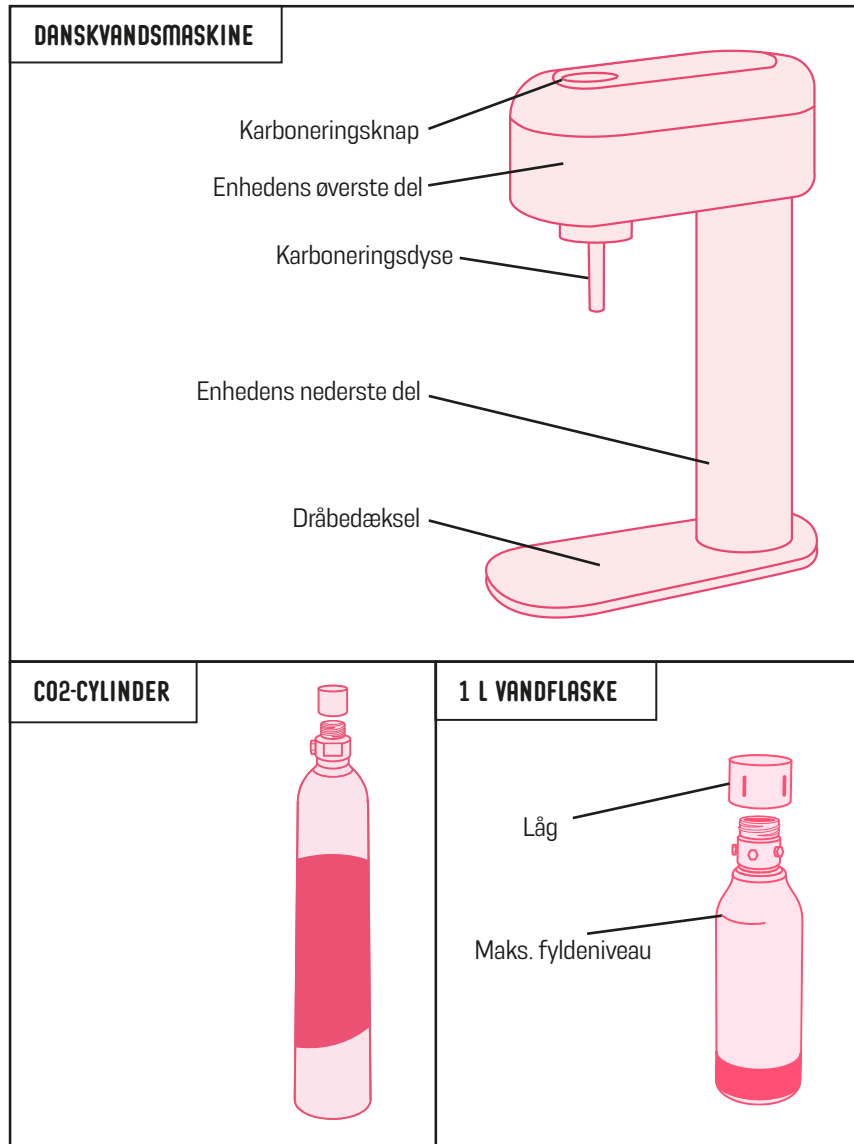 DANSKVANDSMASKINE
Karboneringsknap
Enhedens øverste del
Karboneringsdyse
Enhedens nederste del
Dråbedæksel
CO2-CYLINDER
1 L VANDFLASKE
Låg
Maks. fyldeniveau